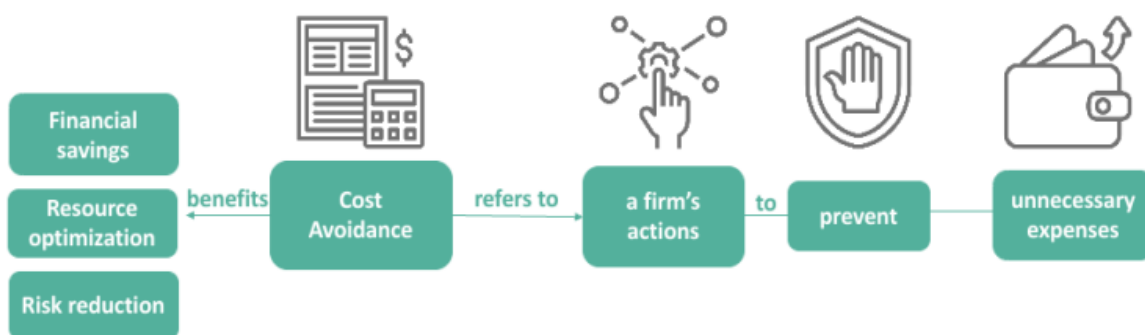 $
Financial
savings
Resource
optimization
Risk reduction
benefits
Cost
Avoidance
refers to
a firm's
actions
to
prevent
unnecessary
expenses